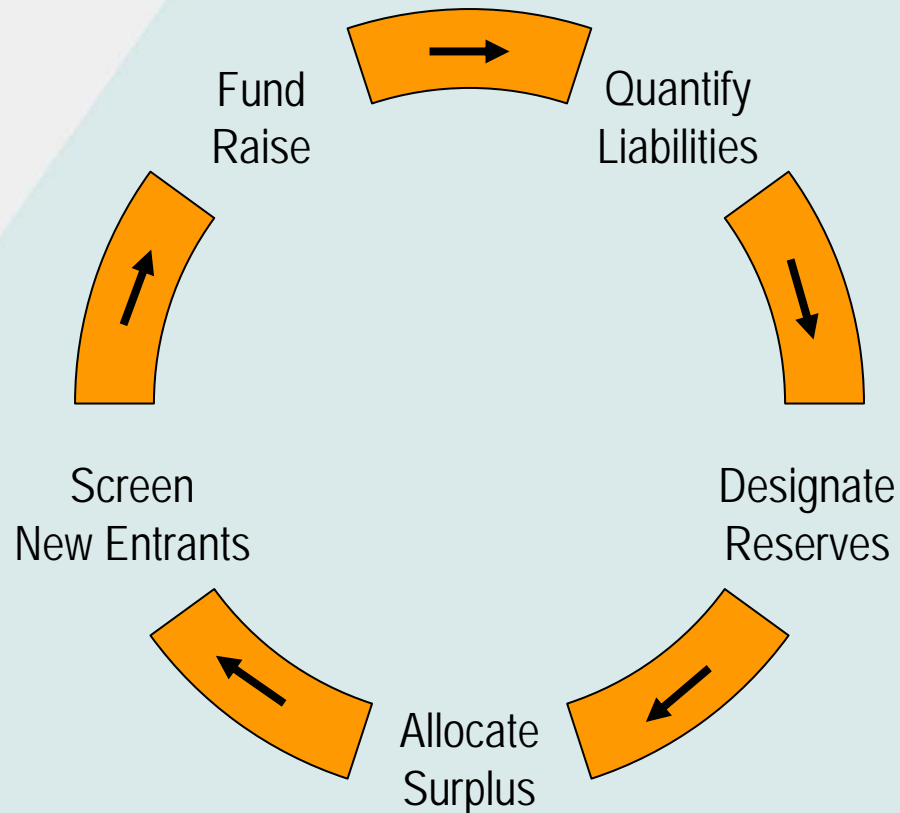 Fund
Raise
Quantify
Liabilities
Designate
Reserves
Allocate
Surplus
Screen
New Entrants